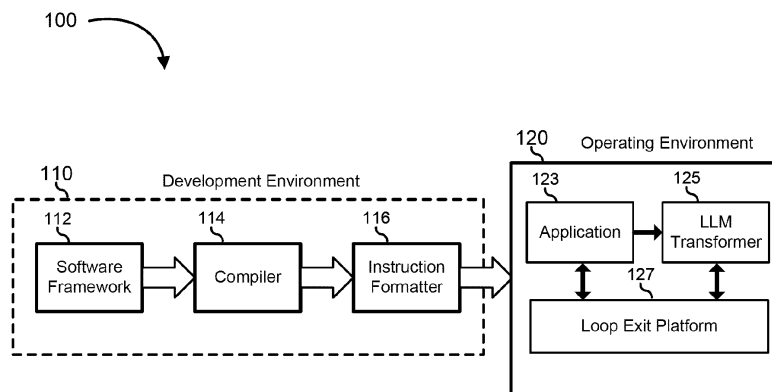 100
120
Operating Environment
110
Development Environment
123
125
112
114
116
Application
LLM
Transformer
Software
Framework
Compiler
Instruction
Formatter
127
Loop Exit Platform